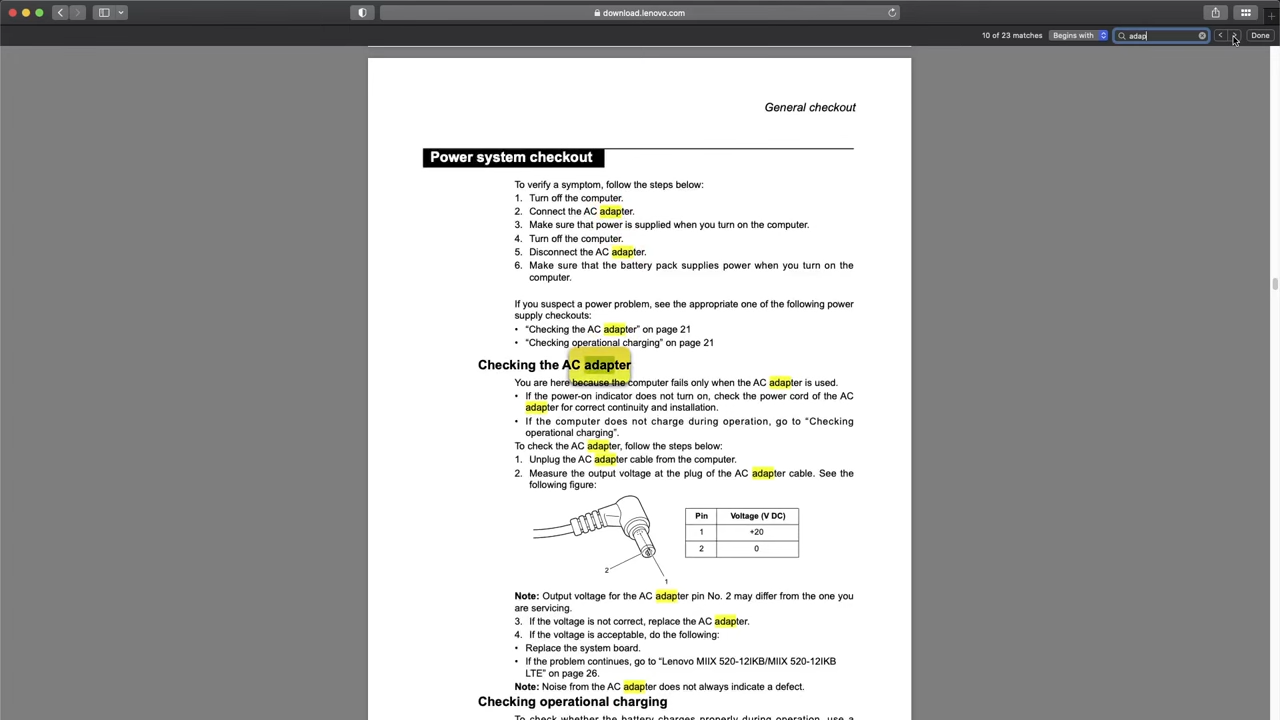 download.lenovo.com
10 of 23 matches Begins with adap Done
General checkout
Power system checkout
To verify a symptom, follow the steps below:
1. Turn off the computer.
2. Connect the AC adapter.
3. Make sure that power is supplied when you turn on the computer.
4. Turn off the computer.
5. Disconnect the AC adapter.
6. Make sure that the battery pack supplies power when you turn on the
computer.
If you suspect a power problem, see the appropriate one of the following power
supply checkouts:
• “Checking the AC adapter” on page 21
• “Checking operational charging” on page 21
Checking the AC adapter
You are here because the computer fails only when the AC adapter is used.
• If the power-on indicator does not turn on, check the power cord of the AC
adapter for correct continuity and installation.
• If the computer does not charge during operation, go to “Checking
operational charging”.
To check the AC adapter, follow the steps below:
1. Unplug the AC adapter cable from the computer.
2. Measure the output voltage at the plug of the AC adapter cable. See the
following figure:
Pin Voltage (V DC)
1 +20
2 0
2
1
Note: Output voltage for the AC adapter pin No. 2 may differ from the one you
are servicing.
3. If the voltage is not correct, replace the AC adapter.
4. If the voltage is acceptable, do the following:
• Replace the system board.
• If the problem continues, go to “Lenovo MIIX 520-12IKB/MIIX 520-12IKB
LTE” on page 26.
Note: Noise from the AC adapter does not always indicate a defect.
Checking operational charging
To check whether the battery charges properly during operation, use a